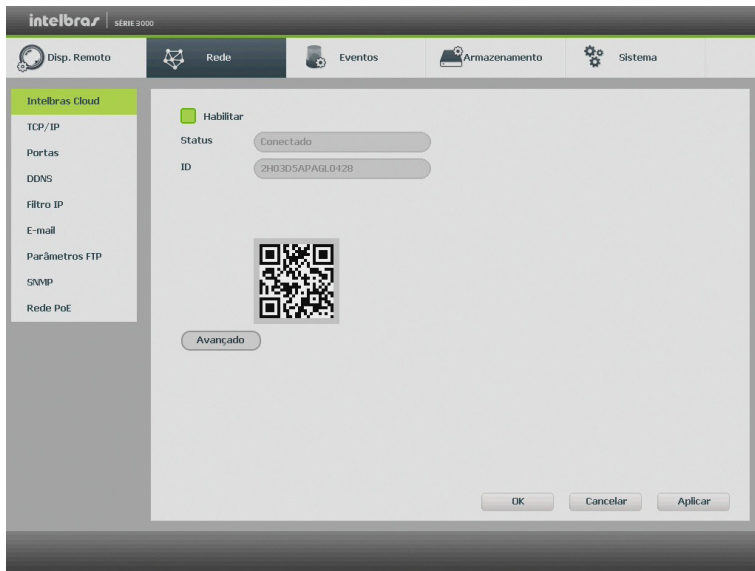 intelbras SÉRIE 3000
Disp. Remoto Rede Eventos Armazenamento Sistema
Intelbras Cloud
TCP/IP
Portas
DDNS
Filtro IP
E-mail
Parâmetros FTP
SNMP
Rede PoE
Habilitar
Status Conectado
ID 2H03D5APAGL0428
Avançado
OK Cancelar Aplicar